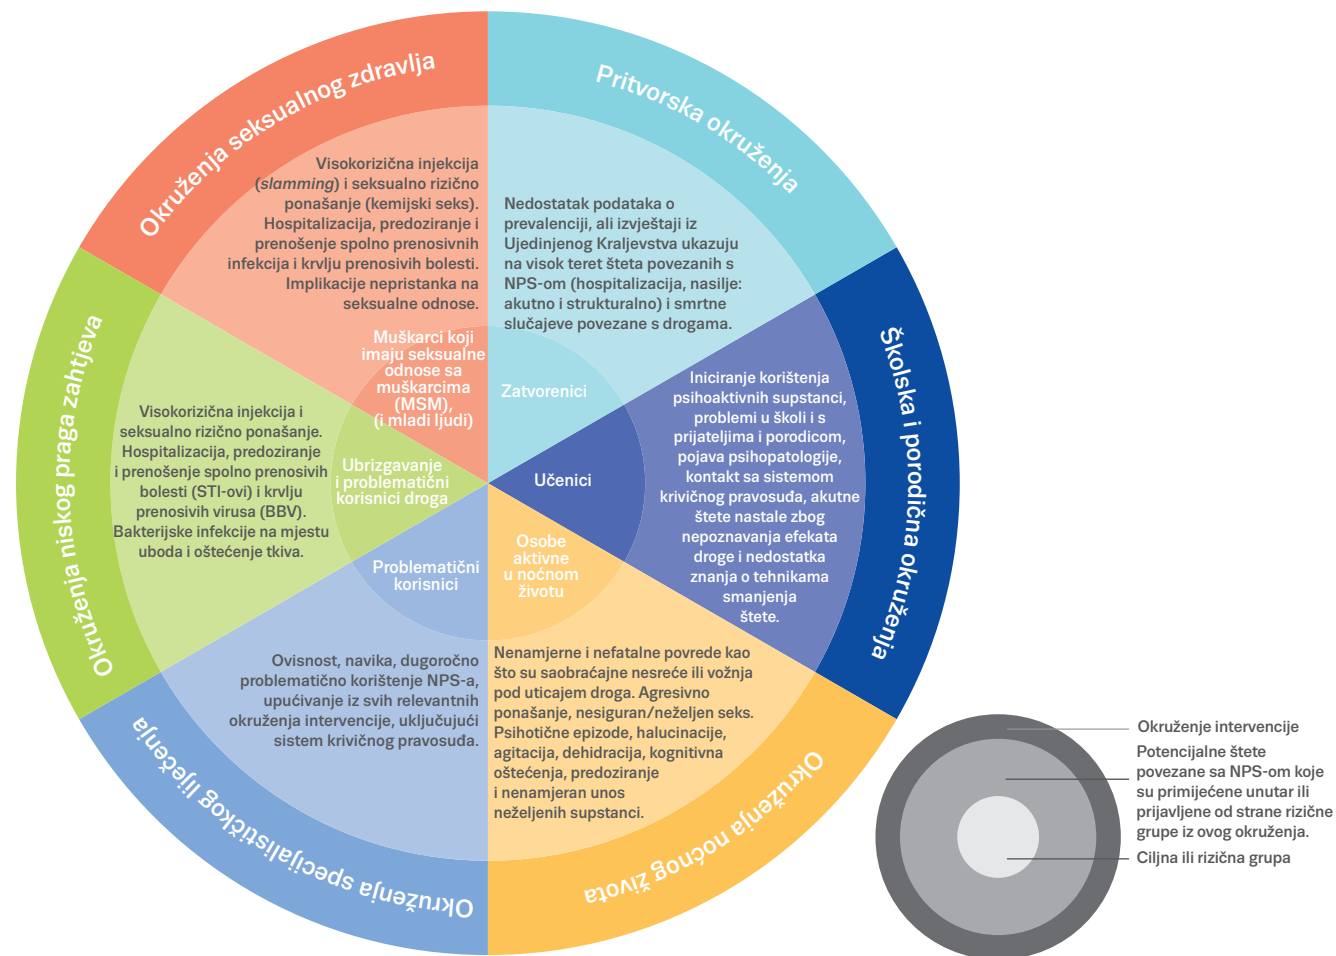 Okruženja seksualnog zdravlja
Visokorizična injekcija
(slamming) i seksualno rizično
ponašanje (kemijski seks).
Hospitalizacija, predoziranje i
prenošenje spolno prenosivnih
infekcija i krvlju prenosivih bolesti.
Implikacije nepristanka na
seksualne odnose.
Muškarci koji
imaju seksualne
odnose sa
muškarcima
(MSM),
(i mladi ljudi)
Pritvorska okruženja
Nedostatak podataka o
prevalenciji, ali izvještaji iz
Ujedinjenog Kraljevstva ukazuju
na visok teret šteta povezanih s
NPS-om (hospitalizacija, nasilje:
akutno i strukturalno) i smrtne
slučajeve povezane s drogama.
Zatvorenici
Školska i porodična okruženja
Iniciranje korištenja
psihoaktivnih supstanci,
problemi u školi i s
prijateljima i porodicom,
pojava psihopatologije,
kontakt sa sistemom
krivičnog pravosuđa, akutne
štete nastale zbog
nepoznavanja efekata
droge i nedostatka
znanja o tehnikama
smanjenja
štete.
Učenici
Okruženja noćnog života
Osobe
aktivne
u noćnom
životu
Nenamjerne i nefatalne povrede kao
što su saobraćajne nesreće ili vožnja
pod uticajem droga. Agresivno
ponašanje, nesiguran/neželjen seks.
Psihotične epizode, halucinacije,
agitacija, dehidracija, kognitivna
oštećenja, predoziranje
i nenamjeran unos
neželjenih supstanci.
Okruženja specijalističkog liječenja
Problematični
korisnici
Ovisnost, navika, dugoročno
problematično korištenje NPS-a,
upućivanje iz svih relevantnih
okruženja intervencije, uključujući
sistem krivičnog pravosuđa.
Okruženja niskog praga zahtjeva
Visokorizična injekcija i
seksualno rizično ponašanje.
Hospitalizacija, predoziranje
i prenošenje spolno prenosivih
bolesti (STI-ovi) i krvlju
prenosivih virusa (BBV).
Bakterijske infekcije na mjestu
uboda i oštećenje tkiva.
Ubrizgavanje
i problematični
korisnici droga
Okruženje intervencije
Potencijalne štete
povezane sa NPS-om koje
su primijećene unutar ili
prijavljene od strane rizične
grupe iz ovog okruženja.
Ciljna ili rizična grupa